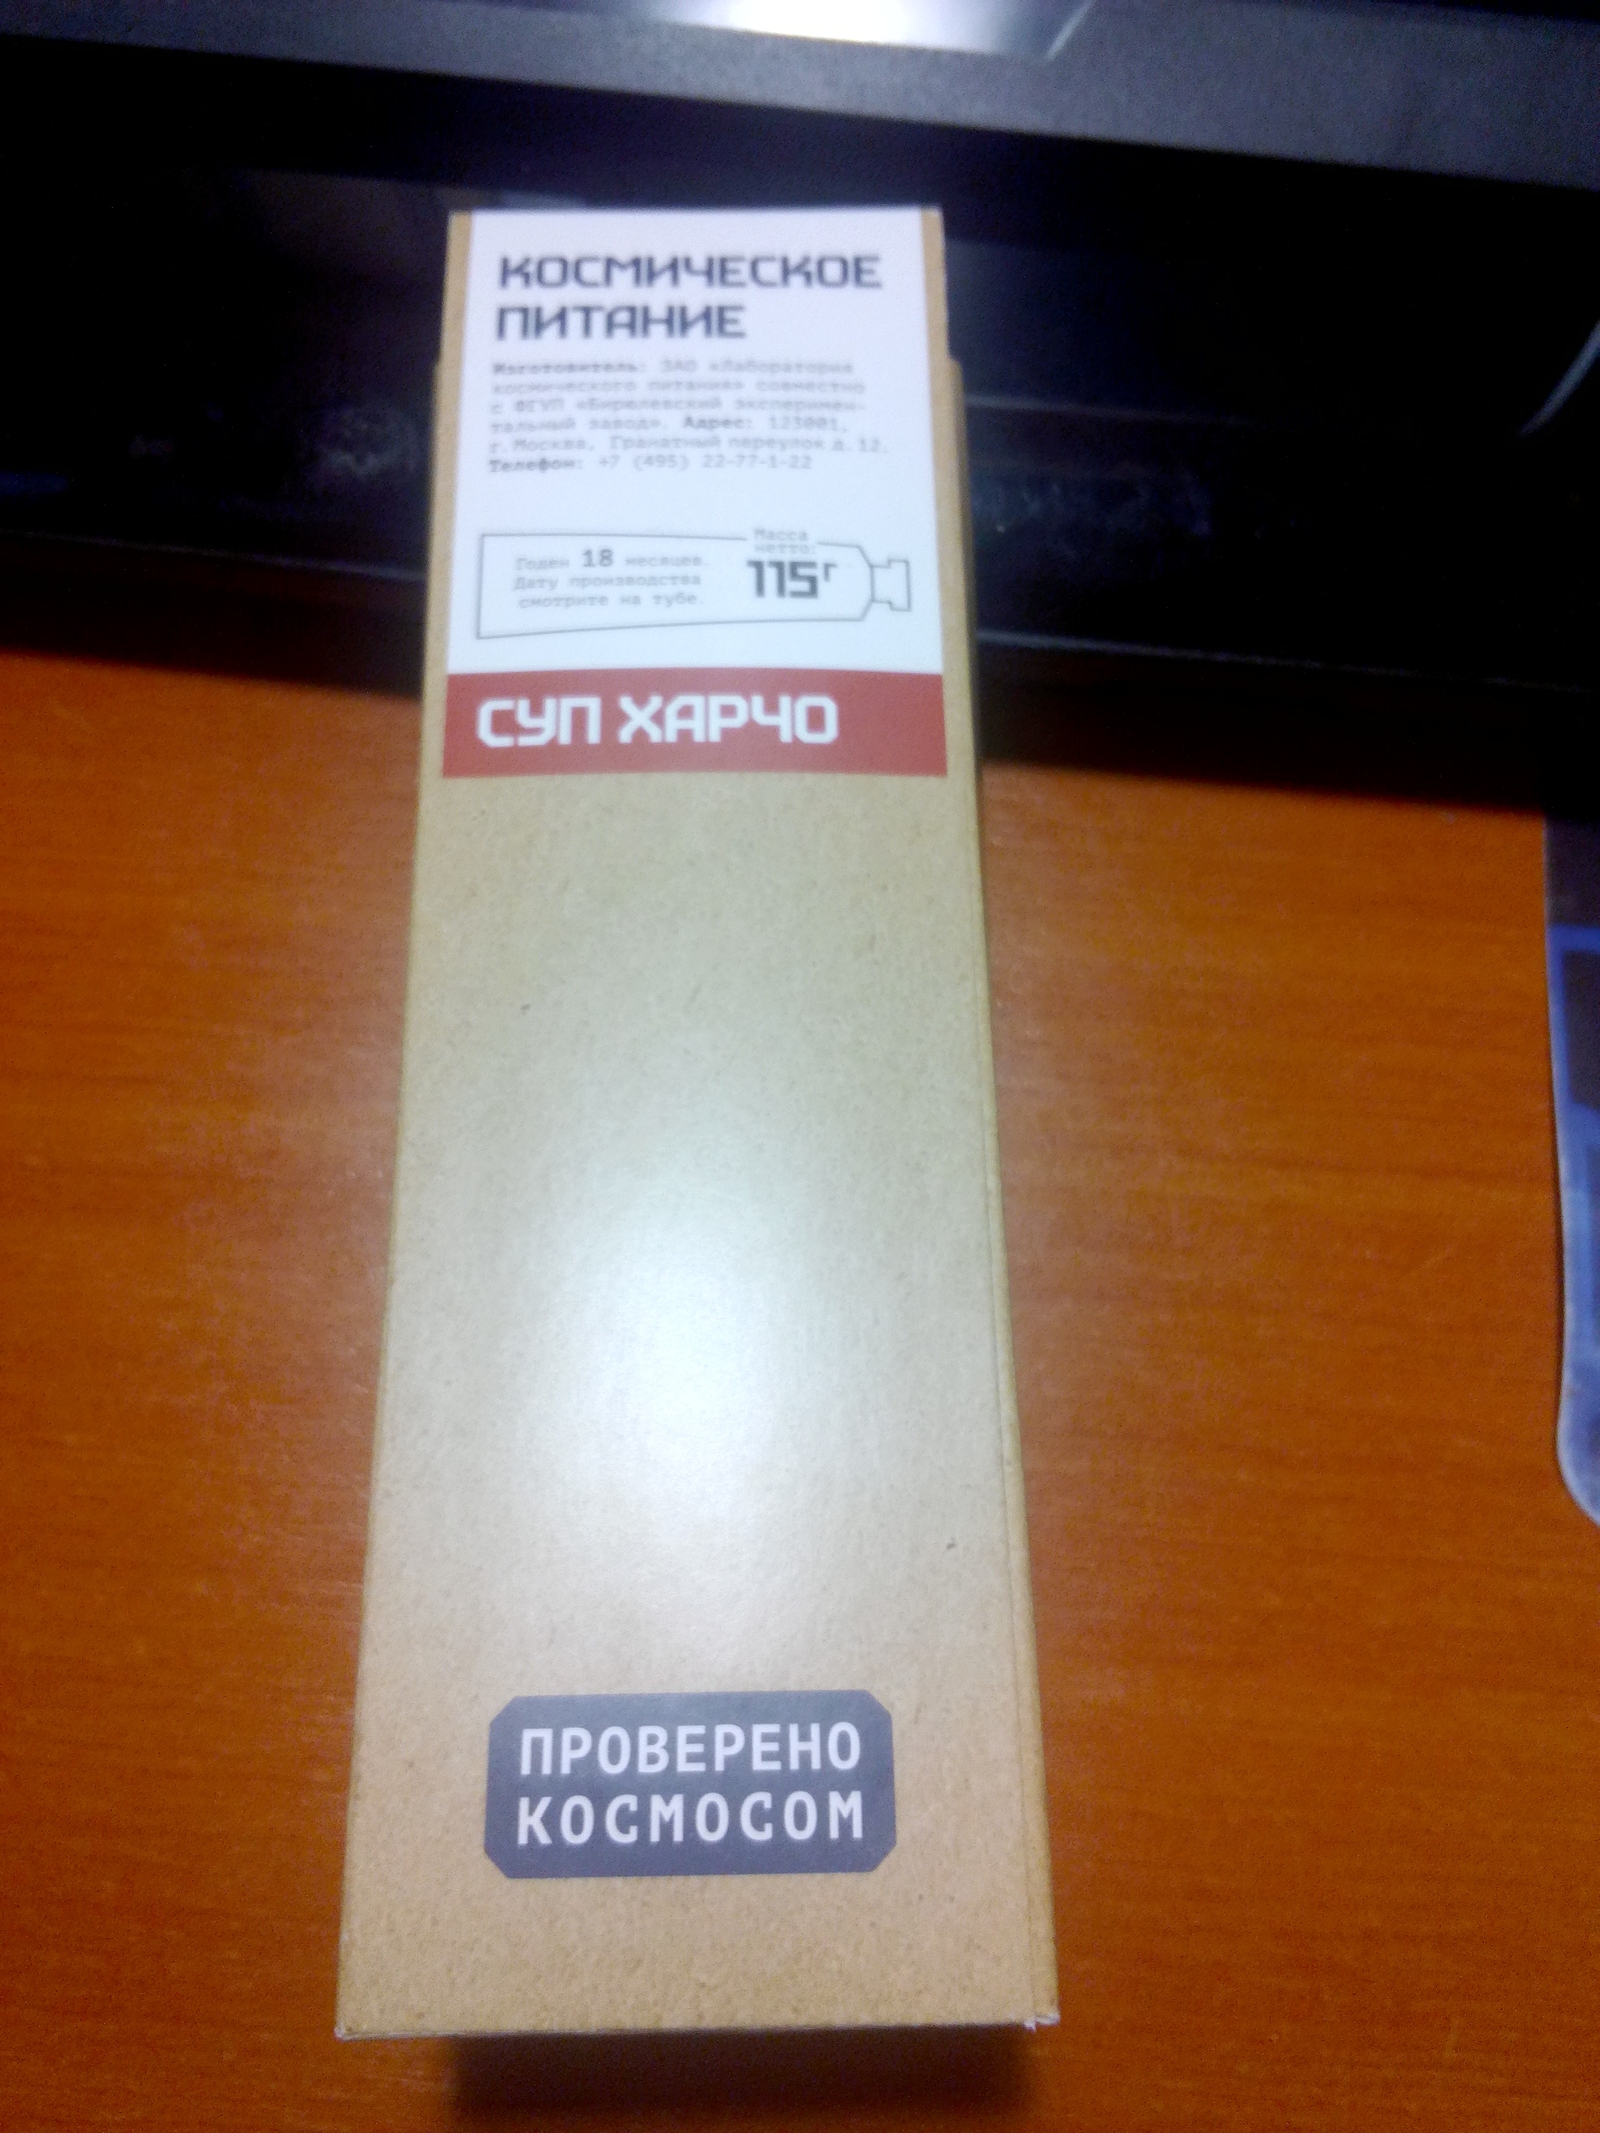 КОСМИЧЕСКОЕ
ПИТАНИЕ
Изготовитель: ЗАО «Лаборатория
космического питания» совместно
с ФГУП «Бирюлевский эксперимен-
тальный завод». Адрес: 123001,
г. Москва, Гранатный переулок д. 12.
Телефон: +7 (495) 22-77-1-22
Масса
нетто:
115г
Годен 18 месяцев.
Дату производства
смотрите на тубе.
СУП ХАРЧО
ПРОВЕРЕНО
КОСМОСОМ